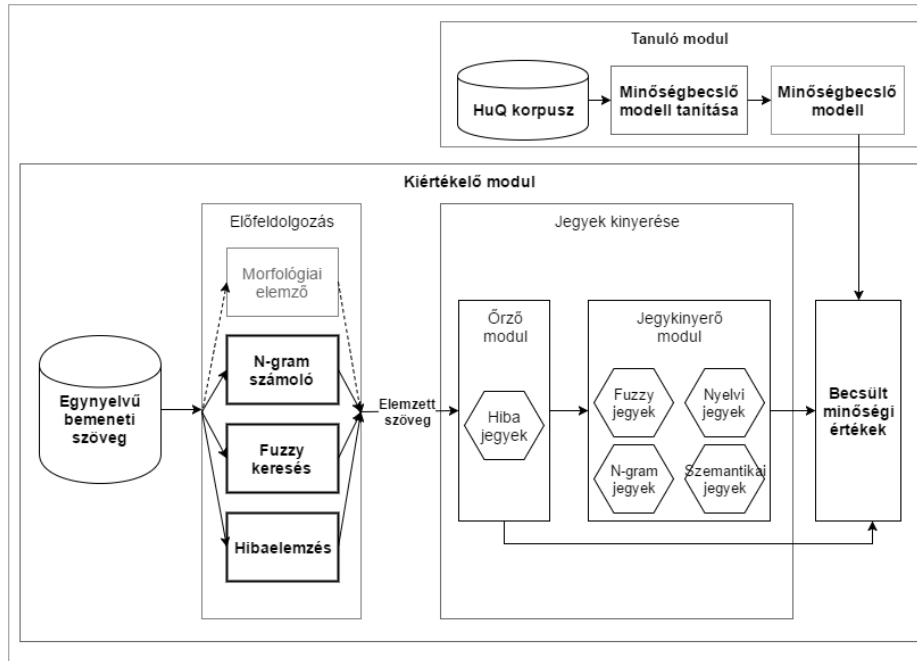 Tanuló modul
HuQ korpusz
Minőségbecslő
modell tanítása
Minőségbecslő
modell
Kiértékelő modul
Egynyelvű
bemeneti
szöveg
Előfeldolgozás
Morfológiai
elemző
N-gram
számoló
Fuzzy
keresés
Hibaelemzés
Elemzett
szöveg
Jegyek kinyerése
Őrző
modul
Hiba
jegyek
Jegykinyerő
modul
Fuzzy
jegyek
Nyelvi
jegyek
N-gram
jegyek
Szemantikai
jegyek
Becsült
minőségi
értékek